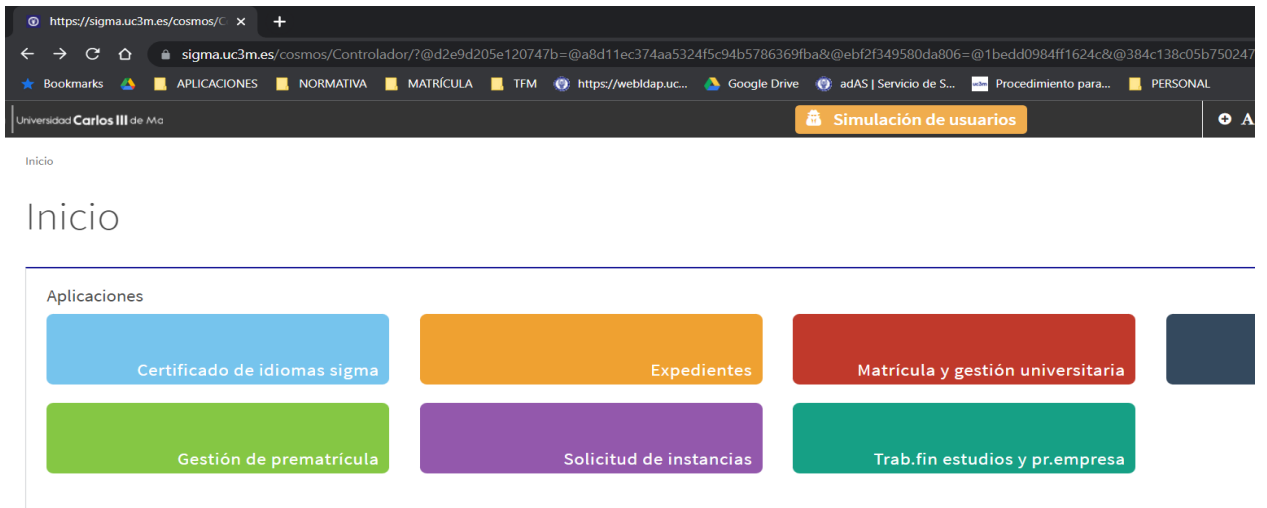 https://sigma.uc3m.es/cosmos/C
sigma.uc3m.es/cosmos/Controlador/?@d2e9d205e120747b=@a8d11ec374aa5324f5c94b5786369fba&@ebf2f349580da806=@1bedd0984ff1624c&@384c138c05b750247
Bookmarks APLICACIONES NORMATIVA MATRÍCULA TFM https://webldap.uc... Google Drive adAS | Servicio de S... uc3m Procedimiento para... PERSONAL
Universidad Carlos III de Ma Simulación de usuarios A
Inicio
Inicio
Aplicaciones
Certificado de idiomas sigma Expedientes Matrícula y gestión universitaria
Gestión de prematrícula Solicitud de instancias Trab.fin estudios y pr.empresa